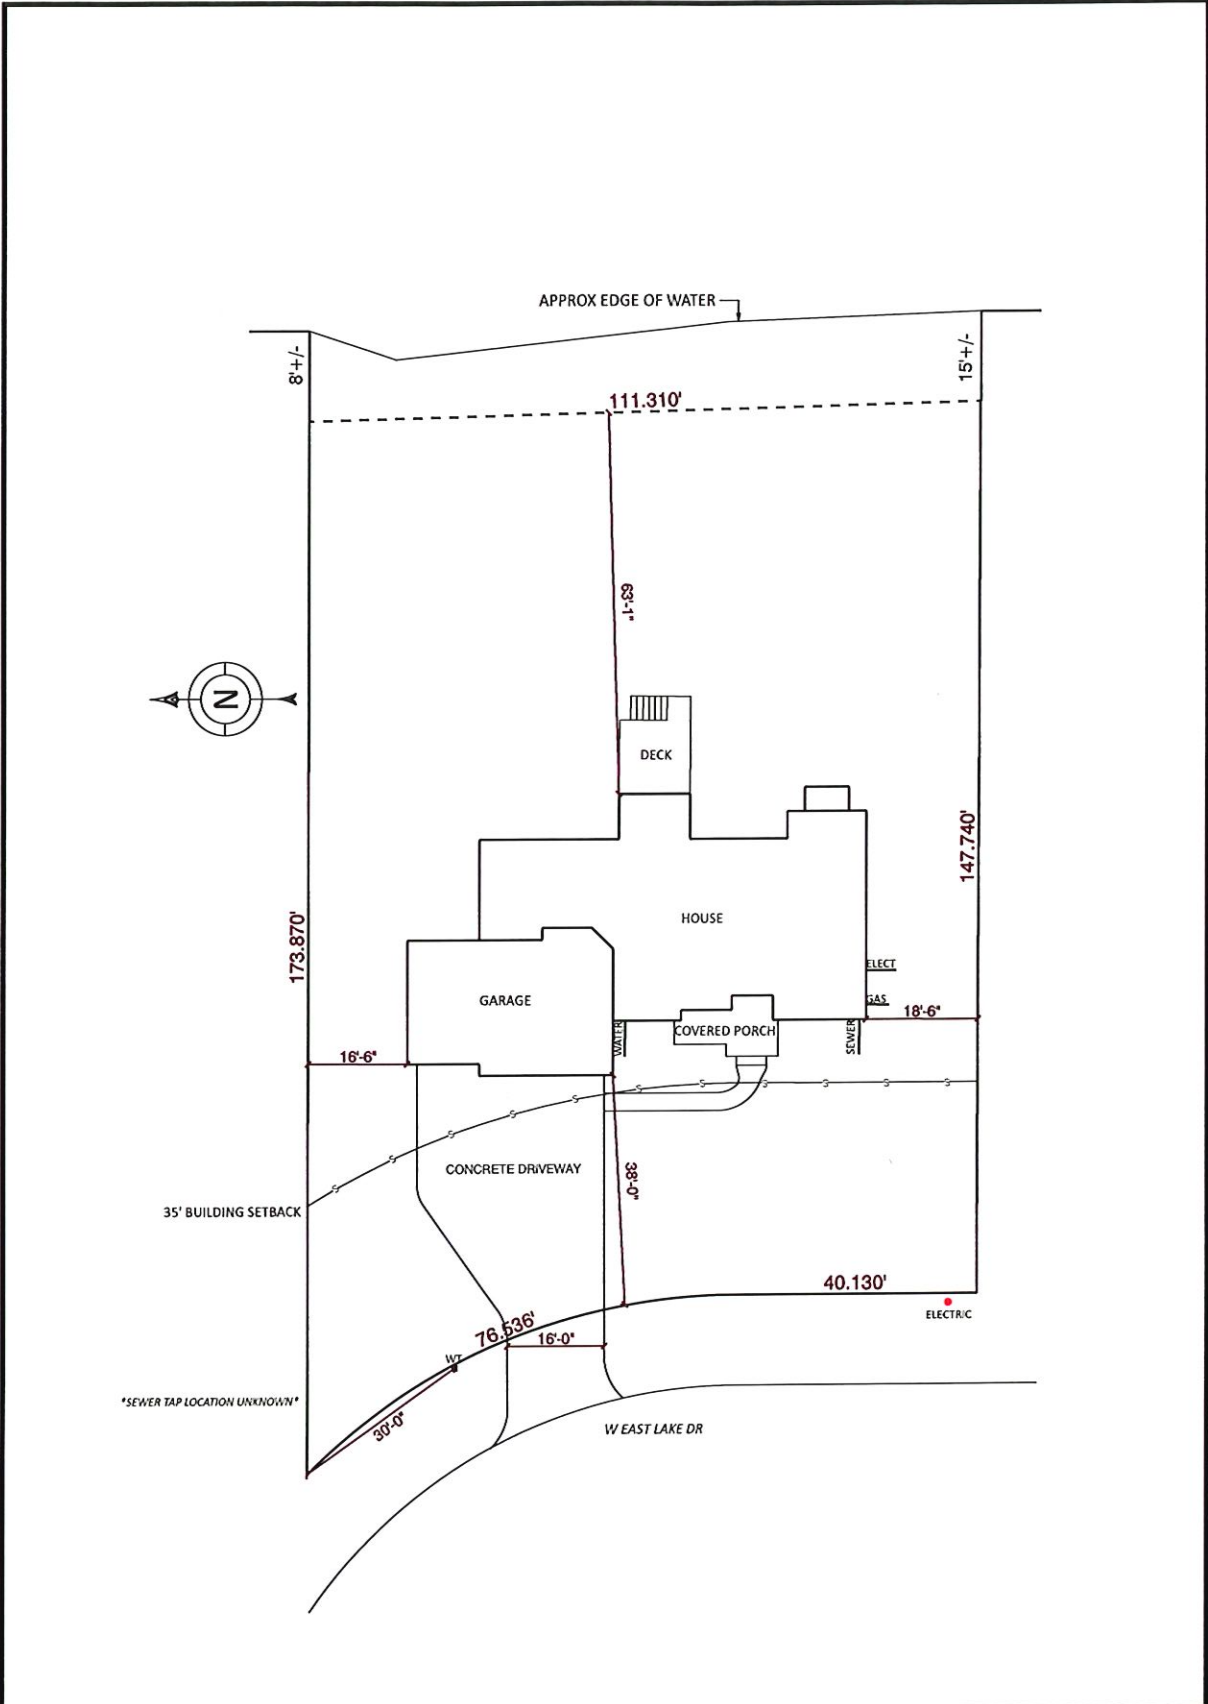 APPROX EDGE OF WATER
8'+/-
15'+/-
111.310'
63'-1"
N
DECK
147.740'
HOUSE
173.870'
ELECT
GAS
GARAGE
18'-6"
WATER
COVERED PORCH
SEWER
16'-6"
S S S S S S S S S S S
CONCRETE DRIVEWAY
38'-0"
35' BUILDING SETBACK
40.130'
ELECTRIC
76.536'
16'-0"
WT
*SEWER TAP LOCATION UNKNOWN*
30'-0"
W EAST LAKE DR